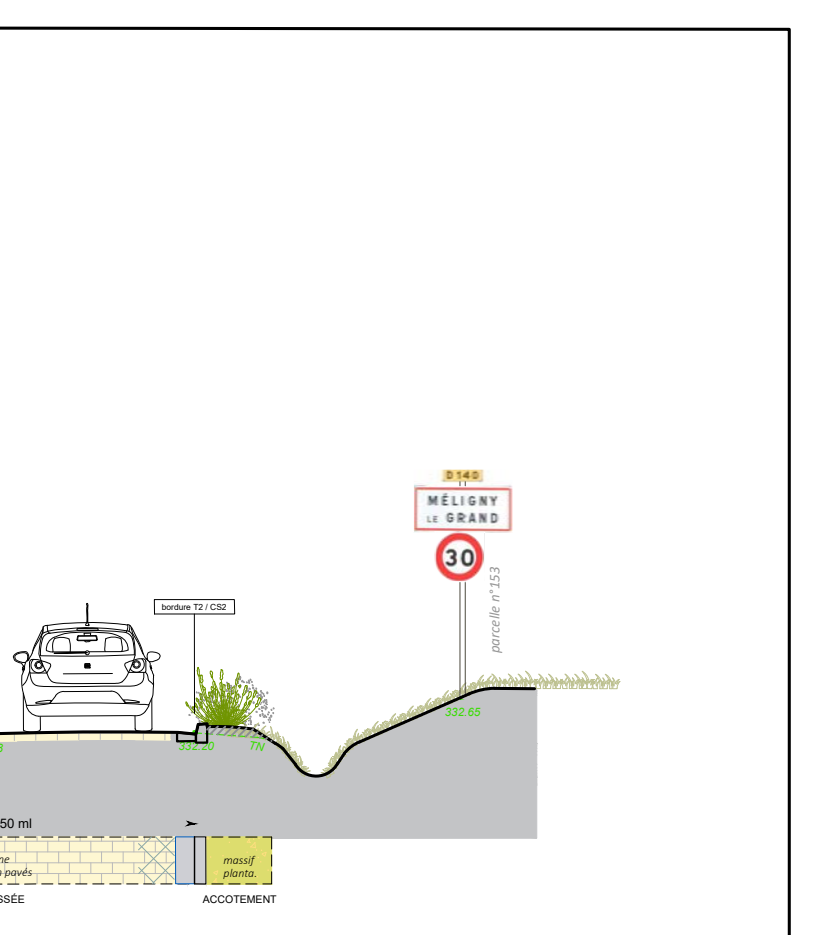 D140
MÉLIGNY
LE GRAND
30
parcelle n°153
bordure T2 / CS2
332.65
332.20
TN
50 ml
massif
planta.
pavés
SSÉE
ACCOTEMENT